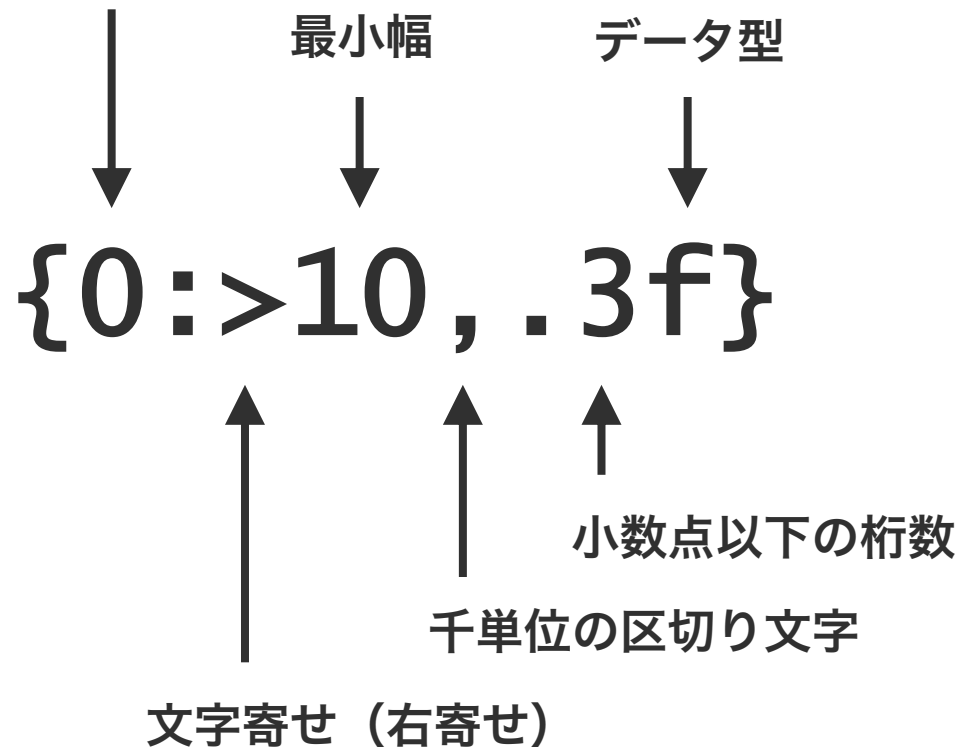 最小幅
データ型
{0:>10,.3f}
小数点以下の桁数
千単位の区切り文字
文字寄せ（右寄せ）